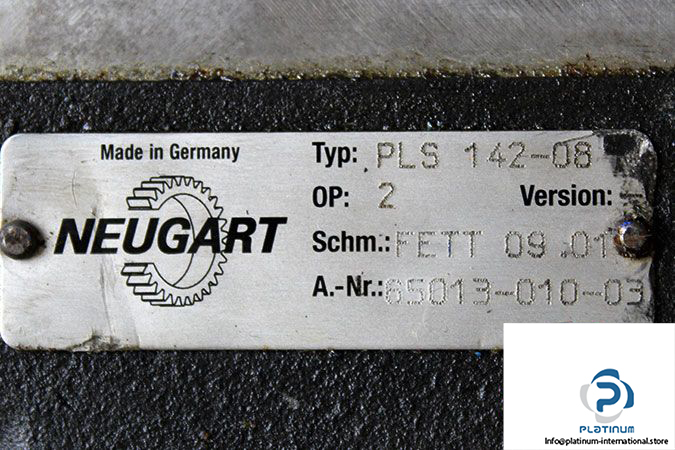 Made in Germany
NEUGART
Typ: PLS 142-08
OP: 2 Version:
Schm.: FETT 09.01
A.-Nr.: 65013-010-03
PLATINUM
Info@platinum-international.store